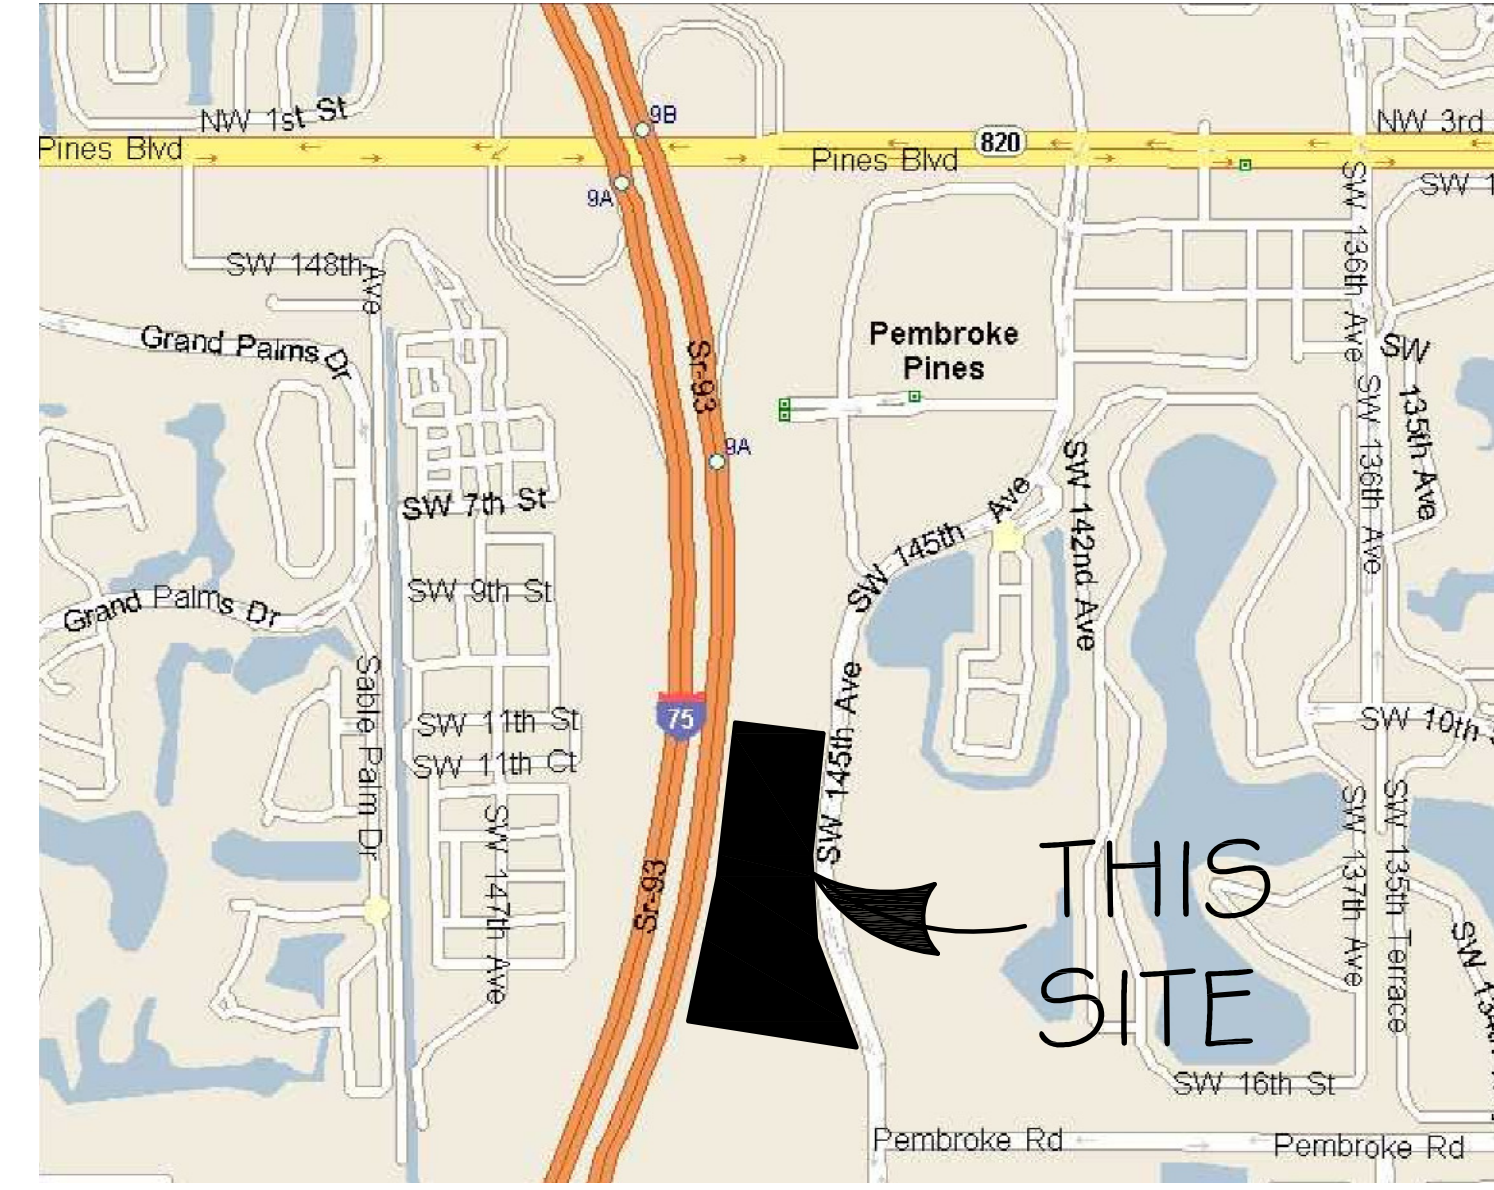 NW 1st St
9B
820
NW 3rd
Pines Blvd
Pines Blvd
9A
SW 1
SW 148th Ave
SW 136th Ave
Grand Palms Dr
Pembroke
Pines
SW 135th Ave
Sr-93
SW 136th Ave
9A
SW 7th St
SW 145th Ave
SW 142nd Ave
SW 9th St
Grand Palms Dr
Sable Palm Dr
75
SW 145th Ave
SW 11th St
SW 10th
SW 11th Ct
SW 147th Ave
SW 137th Ave
SW 135th Terrace
THIS
SITE
Sr-93
SW 134th
SW 16th St
Pembroke Rd
Pembroke Rd